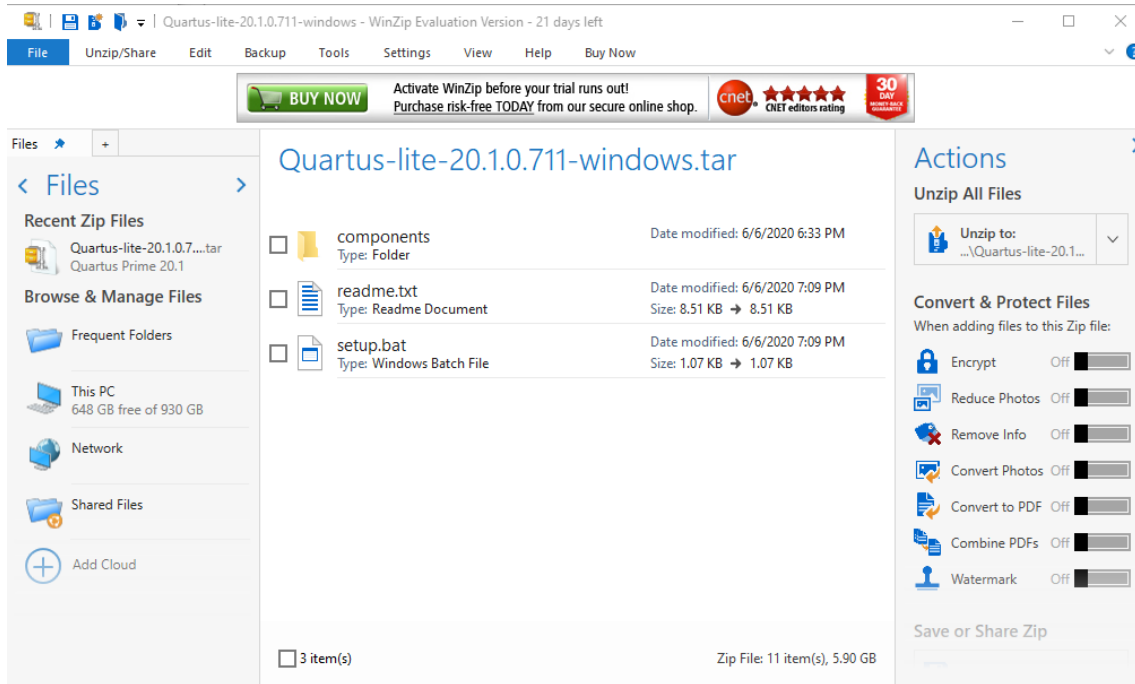 Quartus-lite-20.1.0.711-windows - WinZip Evaluation Version - 21 days left
File Unzip/Share Edit Backup Tools Settings View Help Buy Now
BUY NOW
Activate WinZip before your trial runs out!
Purchase risk-free TODAY from our secure online shop.
cnet.
CNET editors rating
30
DAY
MONEY-BACK
GUARANTEE
Files +
Files
Recent Zip Files
Quartus-lite-20.1.0.7....tar
Quartus Prime 20.1
Browse & Manage Files
Frequent Folders
This PC
648 GB free of 930 GB
Network
Shared Files
Add Cloud
Quartus-lite-20.1.0.711-windows.tar
components Date modified: 6/6/2020 6:33 PM
Type: Folder
readme.txt Date modified: 6/6/2020 7:09 PM
Type: Readme Document Size: 8.51 KB → 8.51 KB
setup.bat Date modified: 6/6/2020 7:09 PM
Type: Windows Batch File Size: 1.07 KB → 1.07 KB
3 item(s) Zip File: 11 item(s), 5.90 GB
Actions
Unzip All Files
Unzip to:
...\Quartus-lite-20.1...
Convert & Protect Files
When adding files to this Zip file:
Encrypt Off
Reduce Photos Off
Remove Info Off
Convert Photos Off
Convert to PDF Off
Combine PDFs Off
Watermark Off
Save or Share Zip